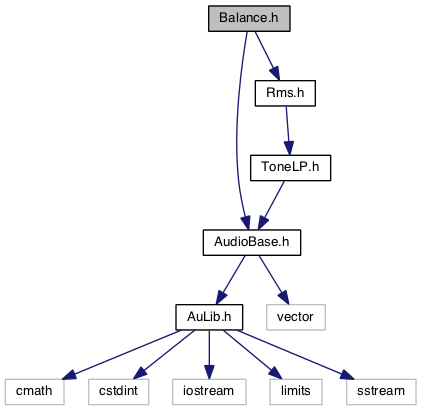 Balance.h
Rms.h
ToneLP.h
AudioBase.h
AuLib.h
vector
cmath
cstdint
iostream
limits
sstream